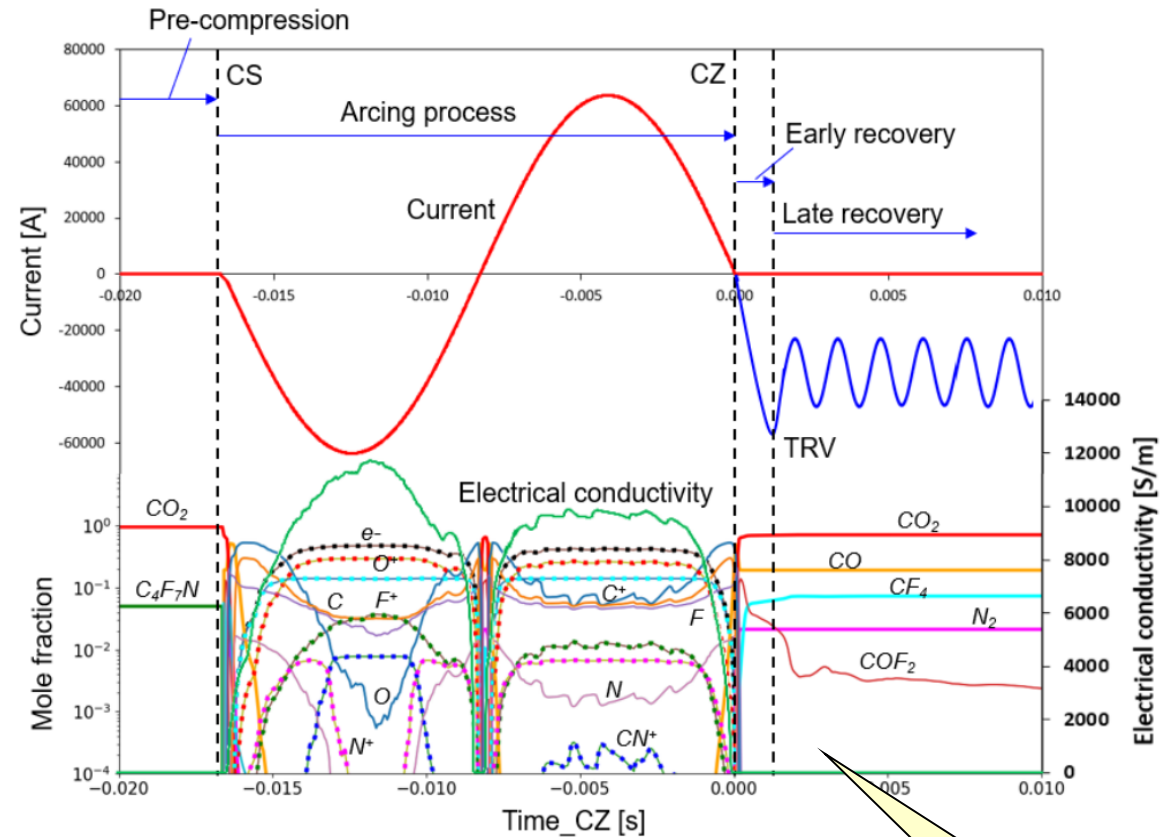 Pre-compression
80000
CS
CZ
60000
Arcing process
Early recovery
40000
Current
20000
Late recovery
0
-0.020
-0.015
-0.010
-0.005
0.000
0.005
0.010
Current [A]
-20000
-40000
-60000
14000
TRV
12000
Electrical conductivity
10000
CO₂
10⁰
e-
CO₂
8000
O⁺
CO
10⁻¹
C₄F₇N
C
F⁺
C⁺
F
CF₄
6000
N₂
10⁻²
COF₂
4000
O
N
10⁻³
N⁺
CN⁺
2000
10⁻⁴
0
Mole fraction
Electrical conductivity [S/m]
-0.020
-0.015
-0.010
-0.005
0.000
0.005
0.010
Time_CZ [s]